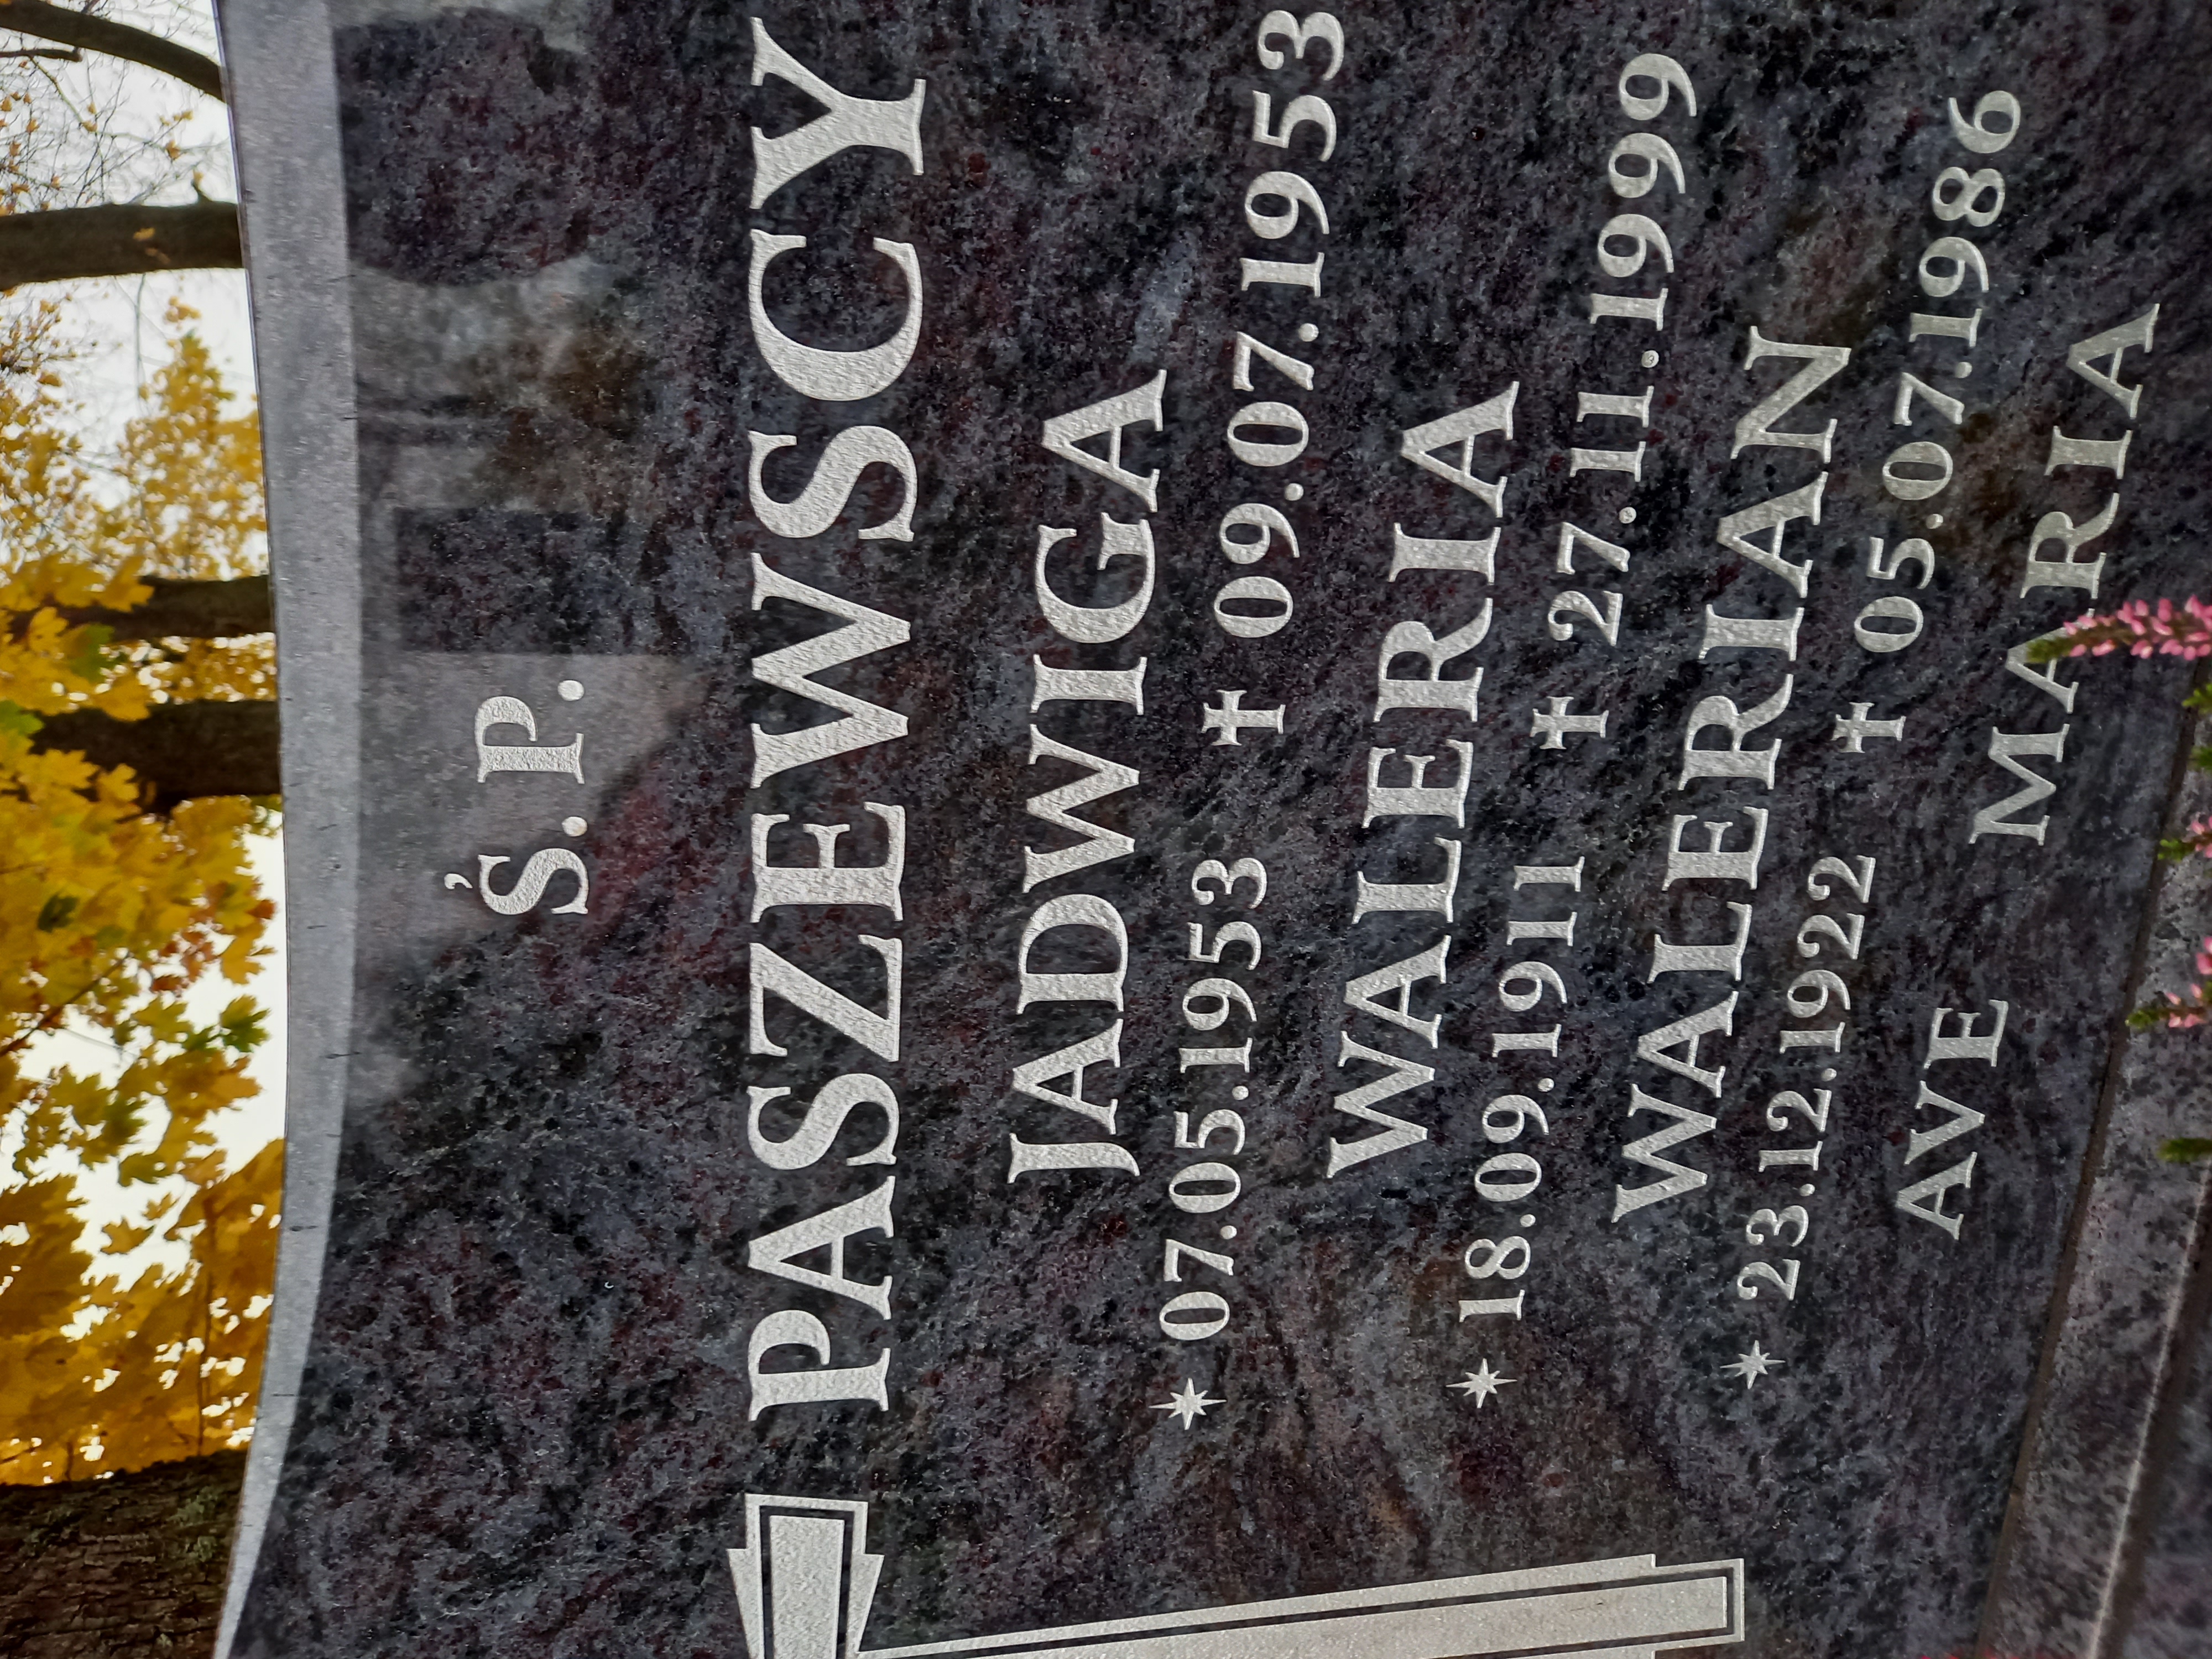 Ś.P.
PASZEWSCY
JADWIGA
* 07.05.1953 ✝ 09.07.1953
WALERIA
* 18.09.1911 ✝ 27.11.1999
WALERIAN
* 23.12.1922 ✝ 05.07.1986
AVE MARIA